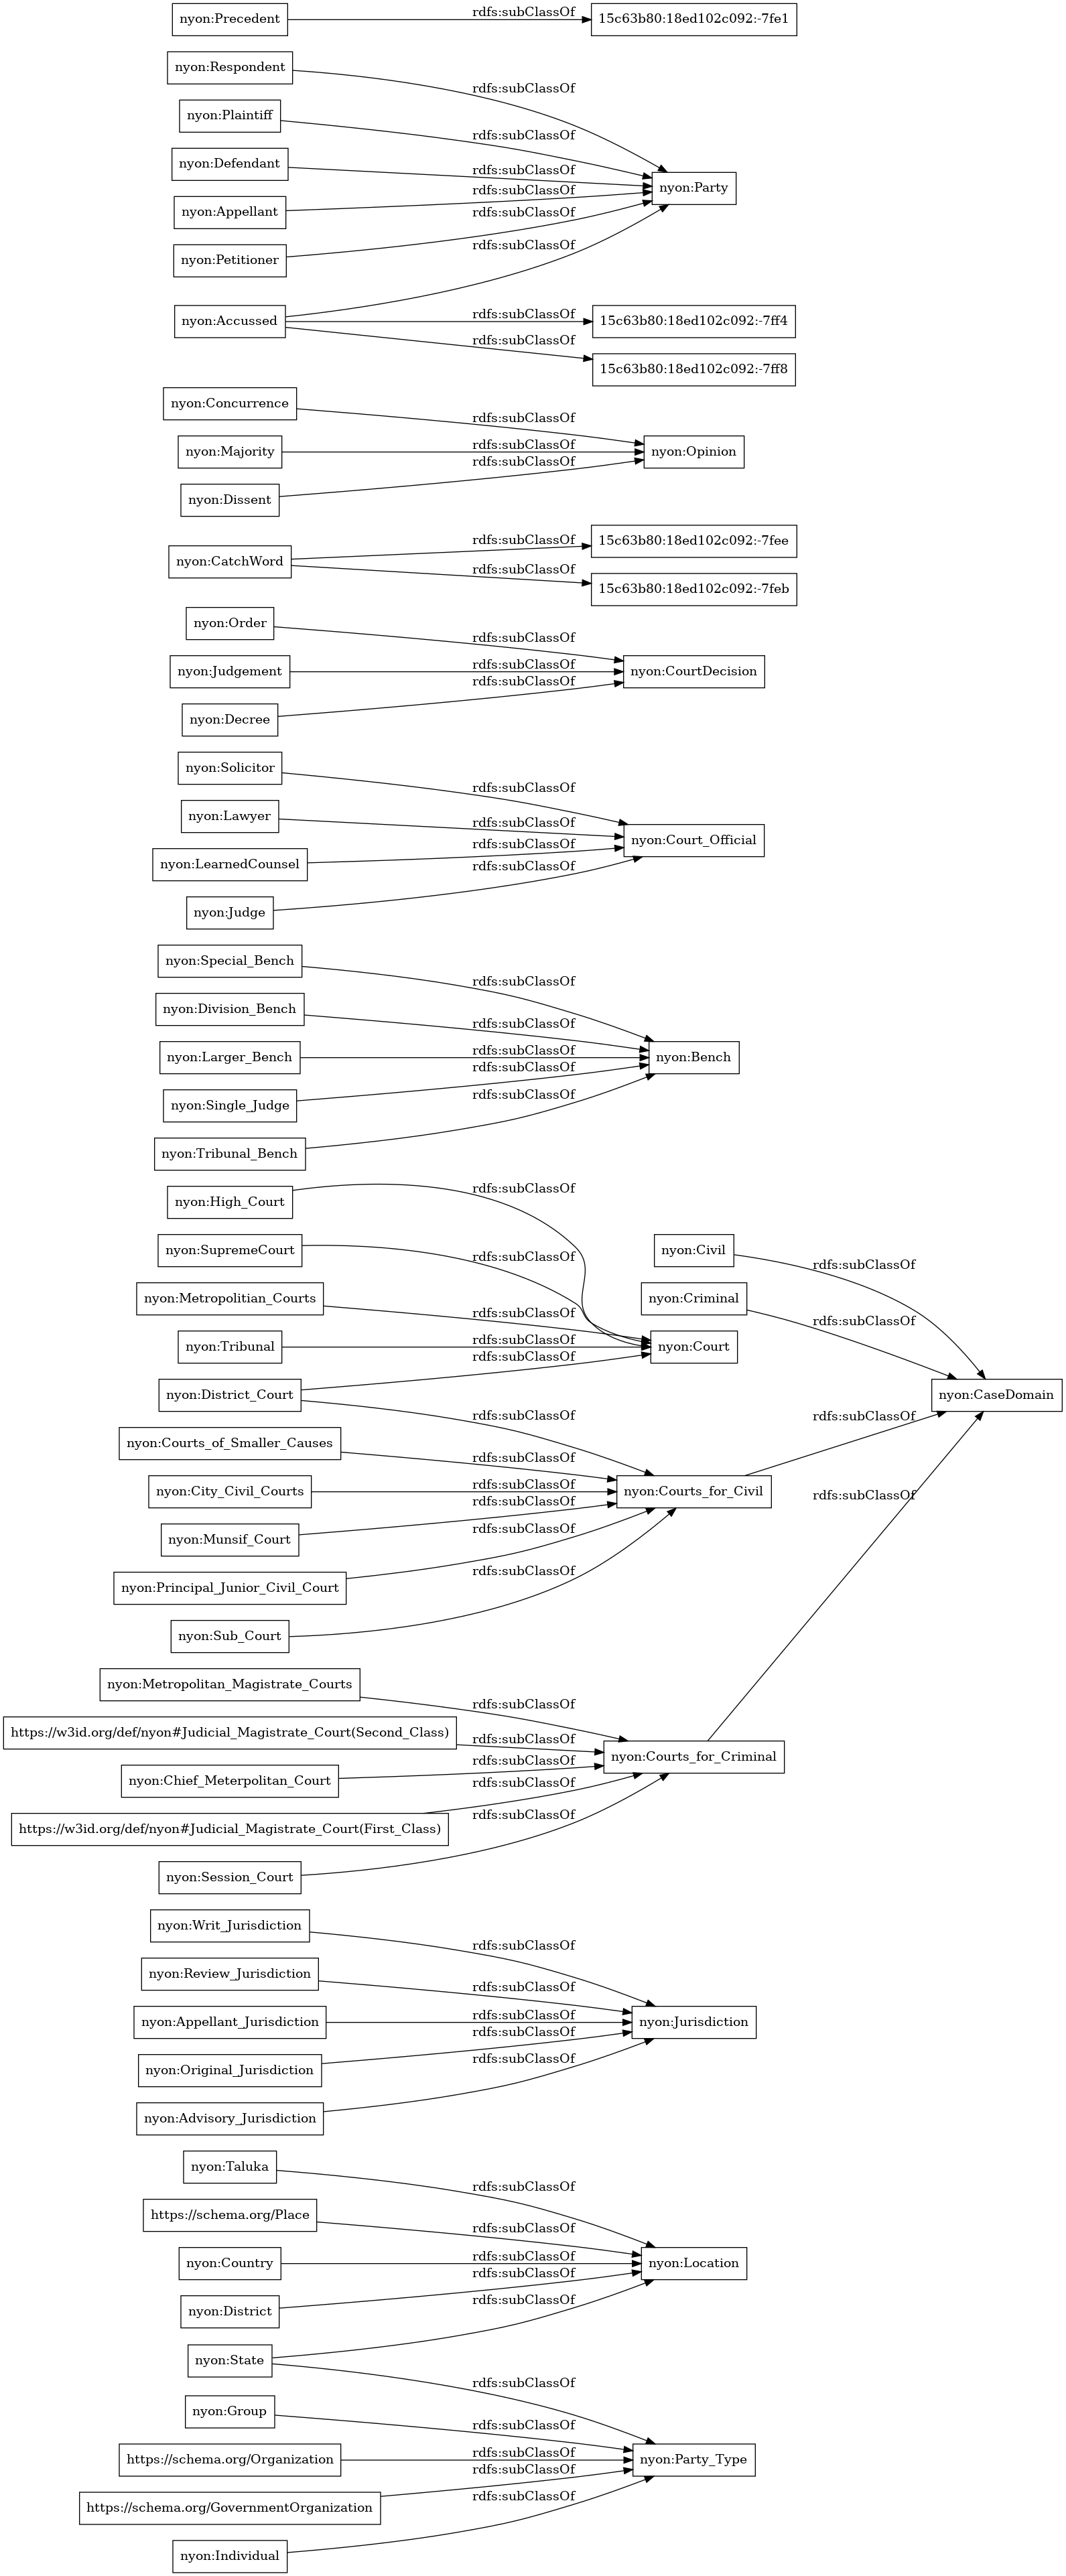 nyon:Precedent
rdfs:subClassOf
15c63b80:18ed102c092:-7fe1
nyon:Respondent
rdfs:subClassOf
nyon:Plaintiff
rdfs:subClassOf
nyon:Defendant
rdfs:subClassOf
nyon:Party
nyon:Appellant
rdfs:subClassOf
nyon:Petitioner
rdfs:subClassOf
nyon:Accussed
rdfs:subClassOf
rdfs:subClassOf
15c63b80:18ed102c092:-7ff4
rdfs:subClassOf
15c63b80:18ed102c092:-7ff8
nyon:Concurrence
rdfs:subClassOf
nyon:Majority
rdfs:subClassOf
nyon:Opinion
nyon:Dissent
rdfs:subClassOf
nyon:CatchWord
rdfs:subClassOf
15c63b80:18ed102c092:-7fee
rdfs:subClassOf
15c63b80:18ed102c092:-7feb
nyon:Order
rdfs:subClassOf
nyon:Judgement
rdfs:subClassOf
nyon:CourtDecision
nyon:Decree
rdfs:subClassOf
nyon:Solicitor
rdfs:subClassOf
nyon:Lawyer
rdfs:subClassOf
nyon:Court_Official
nyon:LearnedCounsel
rdfs:subClassOf
nyon:Judge
rdfs:subClassOf
nyon:Special_Bench
rdfs:subClassOf
nyon:Division_Bench
rdfs:subClassOf
nyon:Larger_Bench
rdfs:subClassOf
nyon:Bench
nyon:Single_Judge
rdfs:subClassOf
nyon:Tribunal_Bench
rdfs:subClassOf
nyon:High_Court
rdfs:subClassOf
nyon:SupremeCourt
rdfs:subClassOf
nyon:Civil
rdfs:subClassOf
nyon:Metropolitian_Courts
rdfs:subClassOf
nyon:Criminal
rdfs:subClassOf
nyon:Tribunal
rdfs:subClassOf
nyon:Court
nyon:District_Court
rdfs:subClassOf
rdfs:subClassOf
nyon:CaseDomain
nyon:Courts_of_Smaller_Causes
rdfs:subClassOf
nyon:City_Civil_Courts
rdfs:subClassOf
nyon:Courts_for_Civil
rdfs:subClassOf
nyon:Munsif_Court
rdfs:subClassOf
nyon:Principal_Junior_Civil_Court
rdfs:subClassOf
nyon:Sub_Court
rdfs:subClassOf
nyon:Metropolitan_Magistrate_Courts
rdfs:subClassOf
https://w3id.org/def/nyon#Judicial_Magistrate_Court(Second_Class)
rdfs:subClassOf
nyon:Courts_for_Criminal
rdfs:subClassOf
nyon:Chief_Meterpolitan_Court
rdfs:subClassOf
https://w3id.org/def/nyon#Judicial_Magistrate_Court(First_Class)
rdfs:subClassOf
nyon:Session_Court
rdfs:subClassOf
nyon:Writ_Jurisdiction
rdfs:subClassOf
nyon:Review_Jurisdiction
rdfs:subClassOf
nyon:Appellant_Jurisdiction
rdfs:subClassOf
nyon:Jurisdiction
nyon:Original_Jurisdiction
rdfs:subClassOf
nyon:Advisory_Jurisdiction
rdfs:subClassOf
nyon:Taluka
rdfs:subClassOf
https://schema.org/Place
rdfs:subClassOf
nyon:Country
rdfs:subClassOf
nyon:Location
nyon:District
rdfs:subClassOf
nyon:State
rdfs:subClassOf
rdfs:subClassOf
nyon:Group
rdfs:subClassOf
https://schema.org/Organization
rdfs:subClassOf
nyon:Party_Type
https://schema.org/GovernmentOrganization
rdfs:subClassOf
nyon:Individual
rdfs:subClassOf